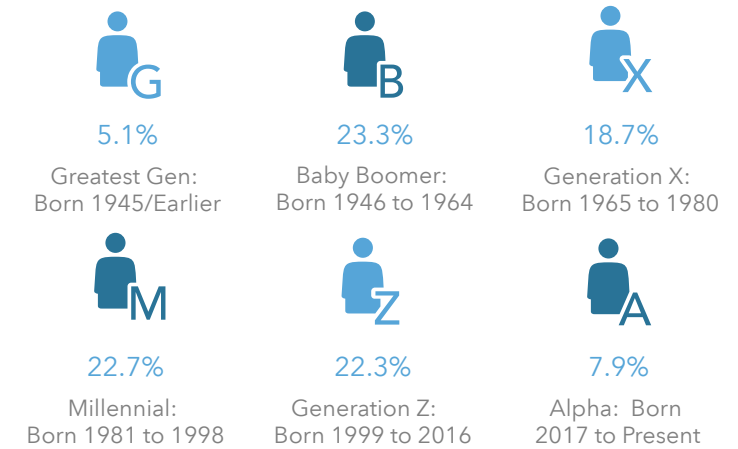 G
B
X
5.1%
23.3%
18.7%
Greatest Gen:
Born 1945/Earlier
Baby Boomer:
Born 1946 to 1964
Generation X:
Born 1965 to 1980
M
Z
A
22.7%
22.3%
7.9%
Millennial:
Born 1981 to 1998
Generation Z:
Born 1999 to 2016
Alpha:  Born
2017 to Present